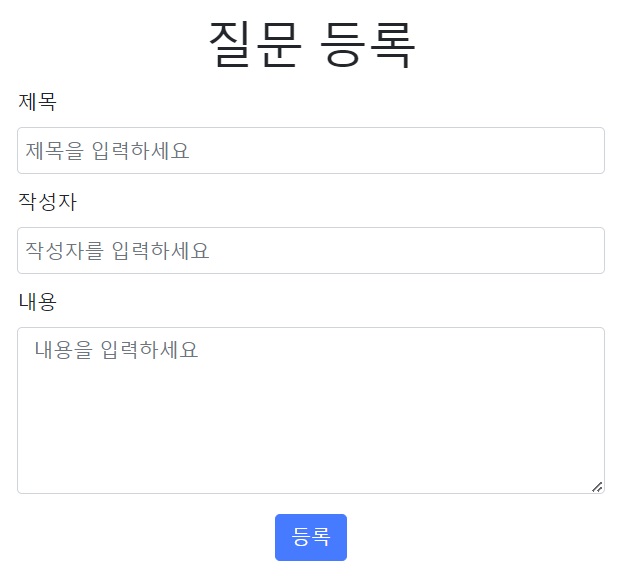 질문 등록
제목
제목을 입력하세요
작성자
작성자를 입력하세요
내용
내용을 입력하세요
등록